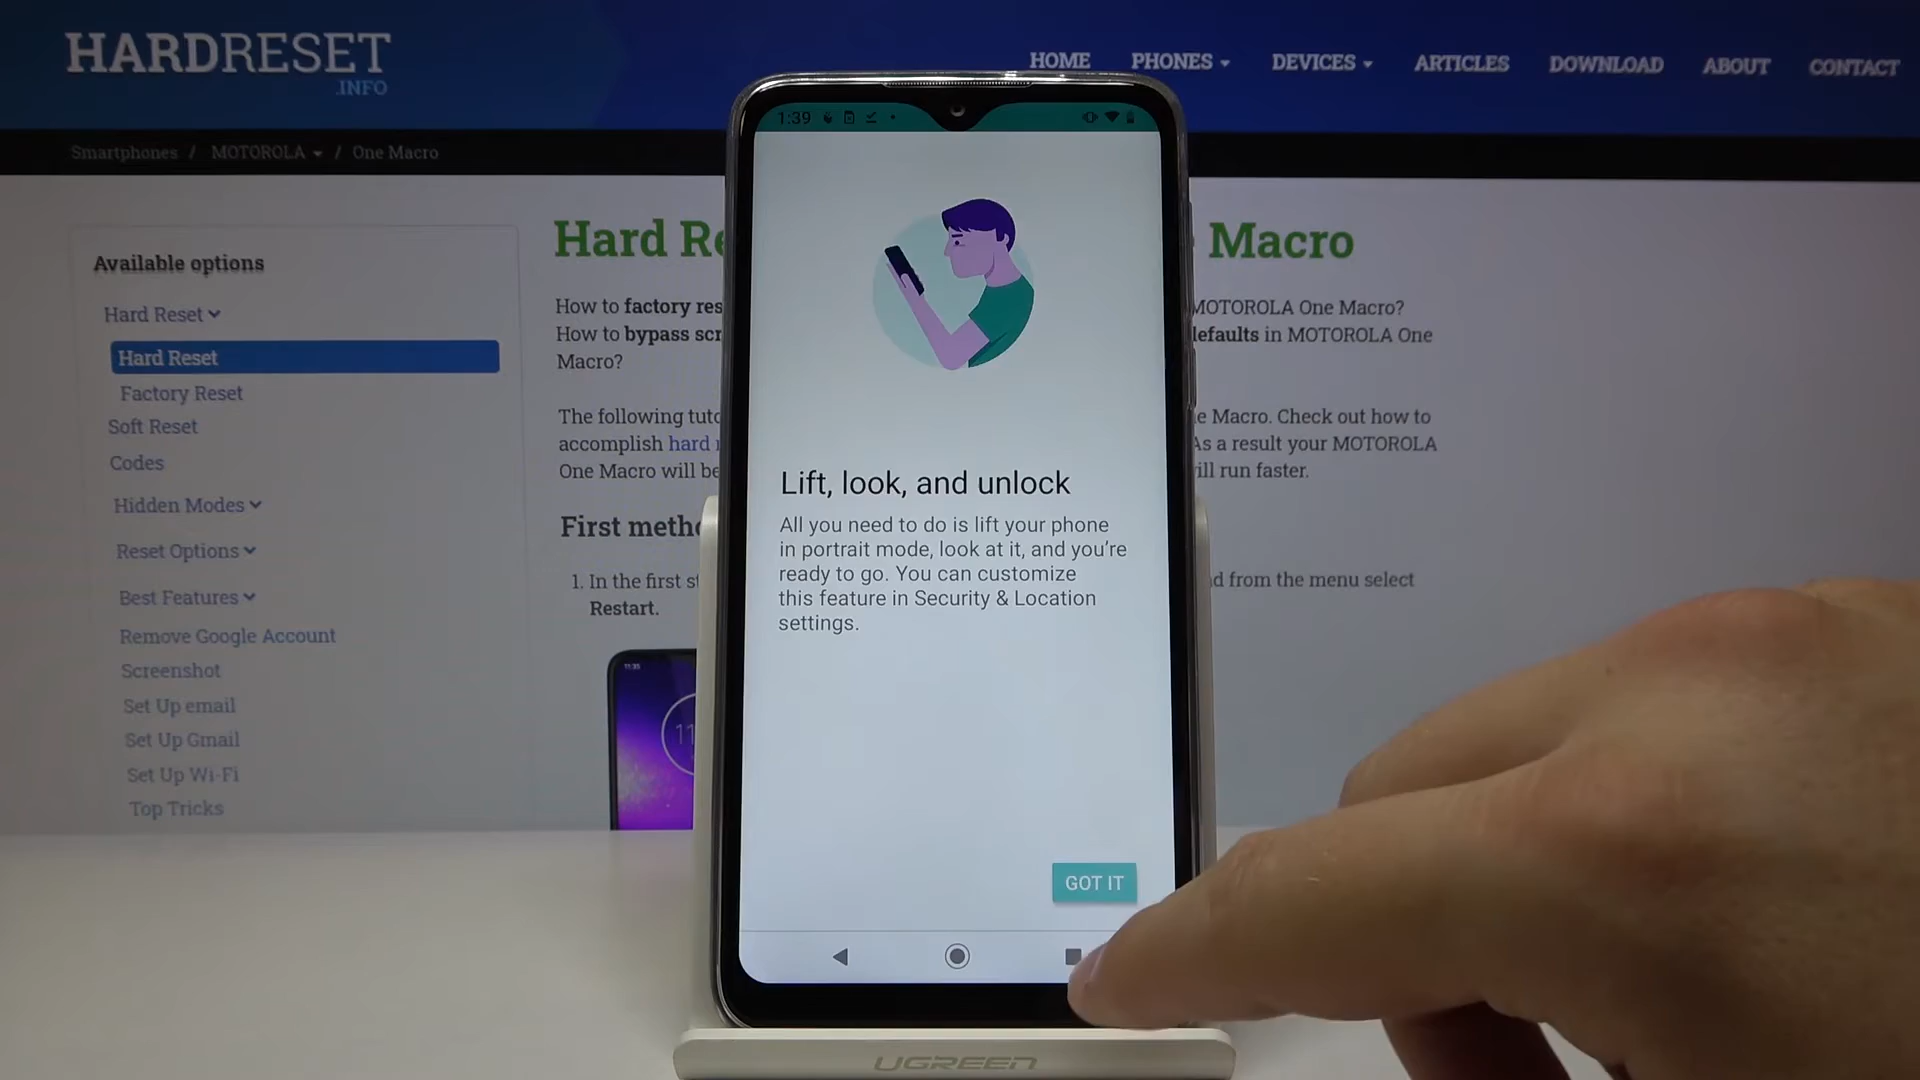 HARDRESET
.INFO
HOME PHONES DEVICES ARTICLES DOWNLOAD ABOUT CONTACT
Smartphones / MOTOROLA / One Macro
Available options
Hard Reset
Hard Reset
Factory Reset
Soft Reset
Codes
Hidden Modes
Reset Options
Best Features
Remove Google Account
Screenshot
Set Up email
Set Up Gmail
Set Up Wi-Fi
Top Tricks
Hard Re Macro
How to factory res MOTOROLA One Macro?
How to bypass scr defaults in MOTOROLA One
Macro?
The following tuto e Macro. Check out how to
accomplish hard As a result your MOTOROLA
One Macro will be ill run faster.
First metho
1. In the first st d from the menu select
Restart.
11:35
11
1:39
Lift, look, and unlock
All you need to do is lift your phone
in portrait mode, look at it, and you're
ready to go. You can customize
this feature in Security & Location
settings.
GOT IT
UGREEN